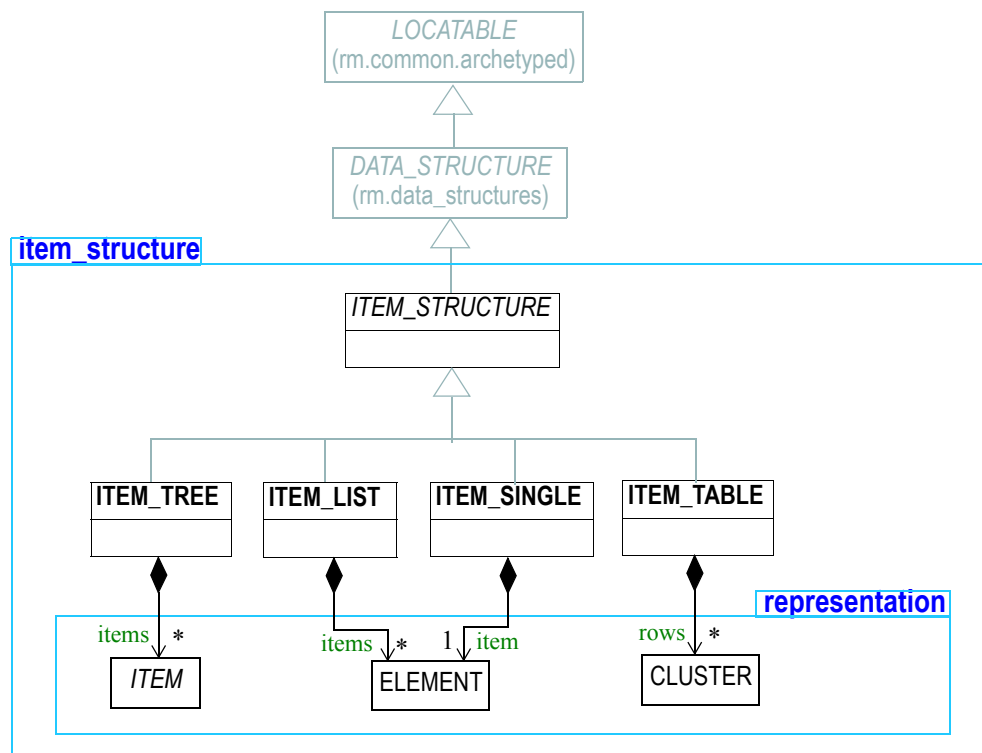 LOCATABLE
(rm.common.archetyped)
DATA_STRUCTURE
(rm.data_structures)
item_structure
ITEM_STRUCTURE
ITEM_TREE
ITEM_LIST
ITEM_SINGLE
ITEM_TABLE
representation
items *
items * 1 item
rows *
ITEM
ELEMENT
CLUSTER